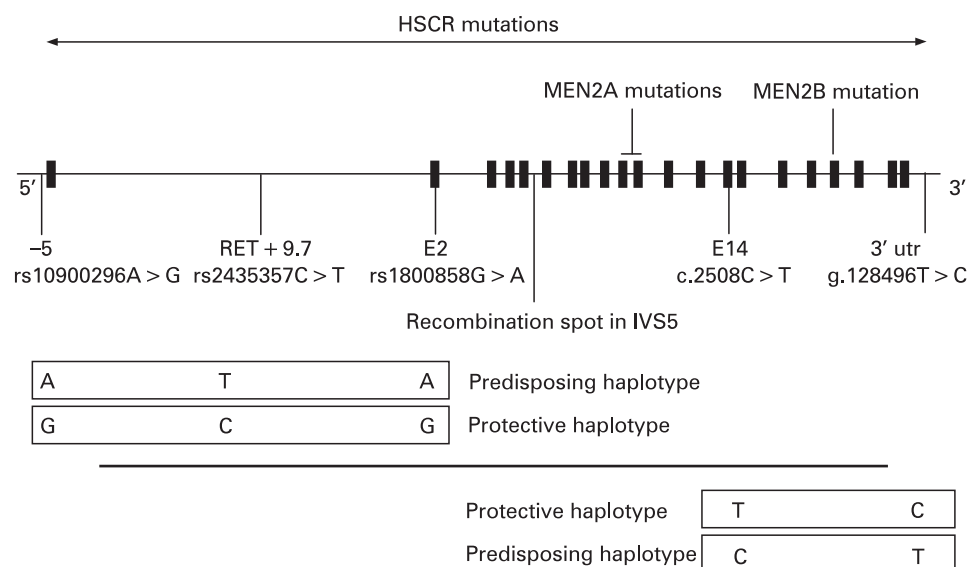 HSCR mutations
MEN2A mutations MEN2B mutation
5′ 3′
–5 RET + 9.7 E2 E14 3′ utr
rs10900296A > G rs2435357C > T rs1800858G > A c.2508C > T g.128496T > C
Recombination spot in IVS5
A T A Predisposing haplotype
G C G Protective haplotype
Protective haplotype T C
Predisposing haplotype C T